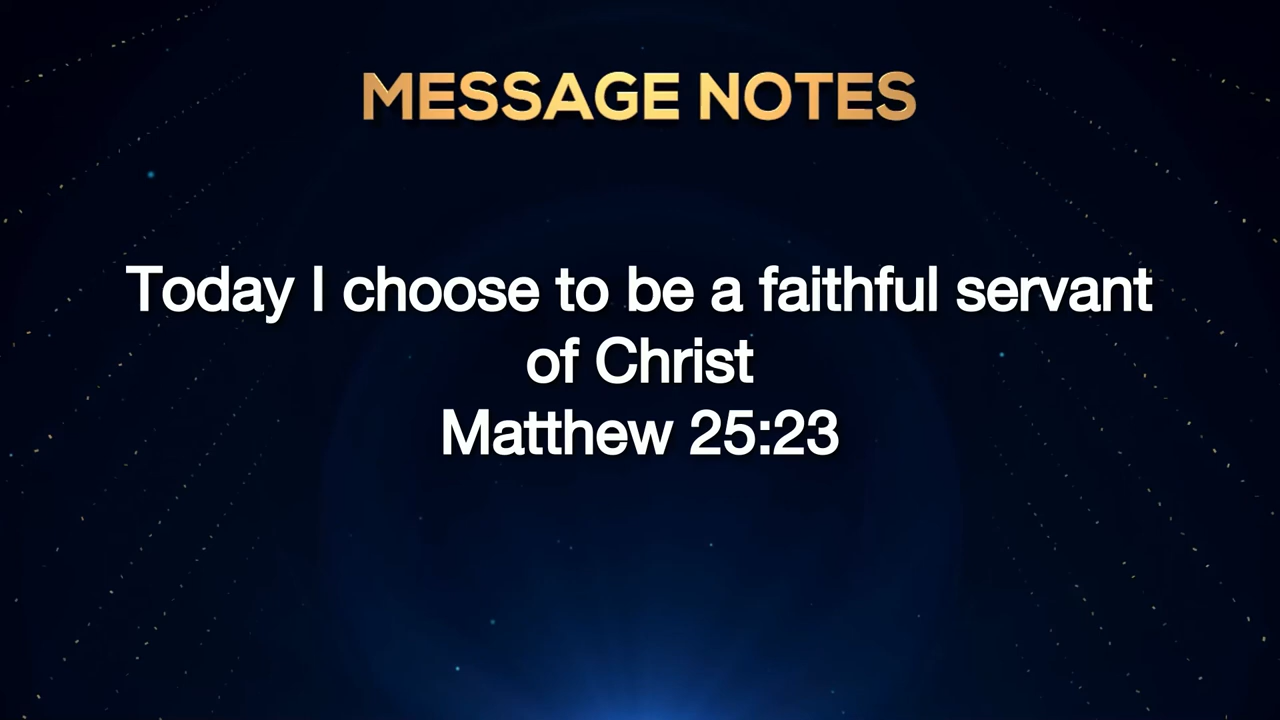 MESSAGE NOTES
Today I choose to be a faithful servant
of Christ
Matthew 25:23